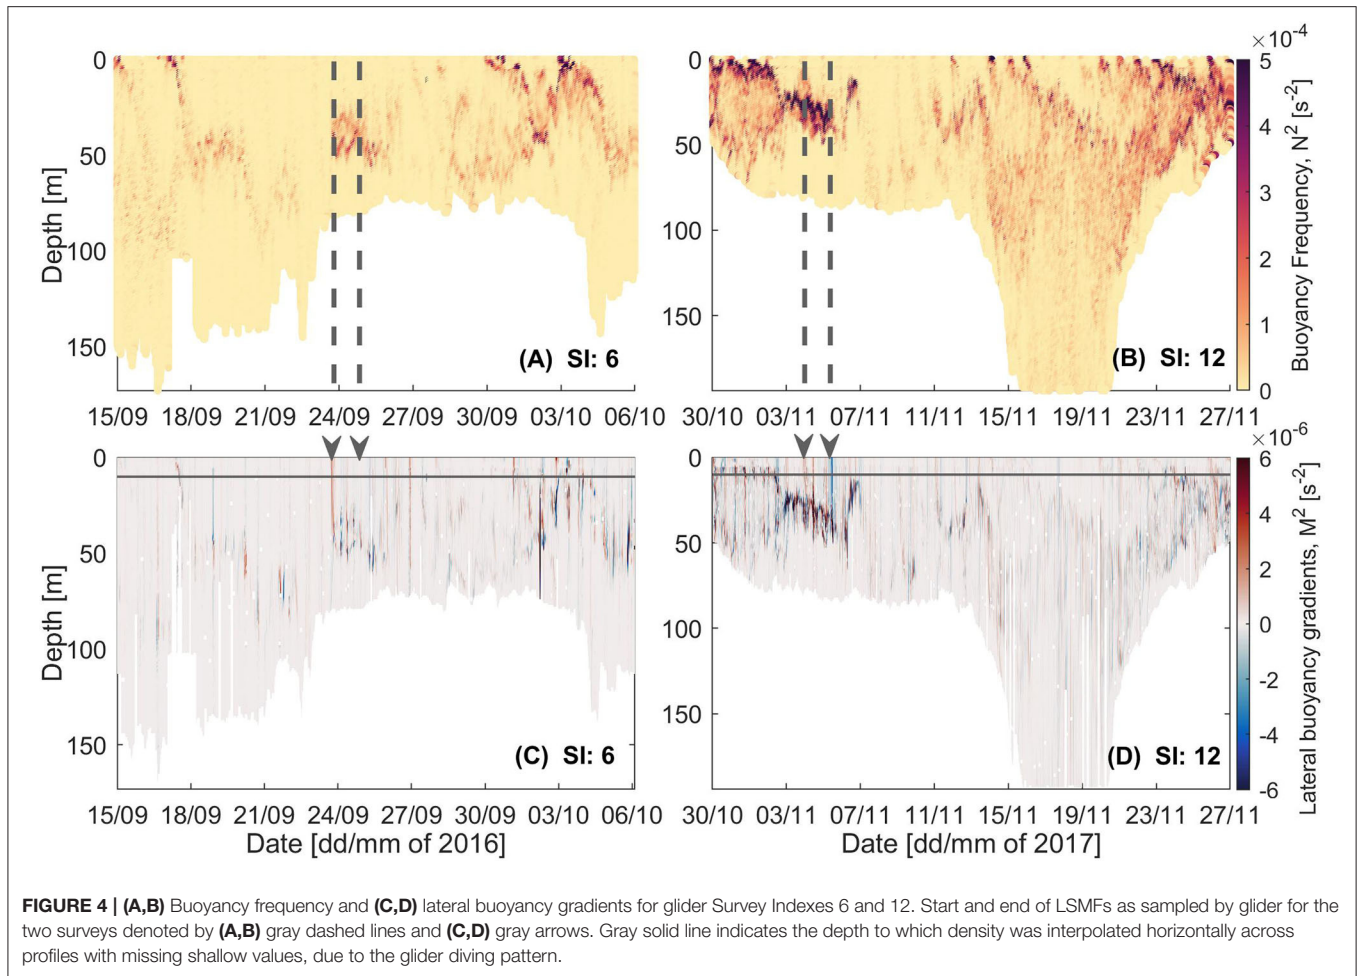 ×10⁻⁴
0
50
100
150
Depth [m]
(A) SI: 6
15/09 18/09 21/09 24/09 27/09 30/09 03/10 06/10
0
50
100
150
(B) SI: 12
30/10 03/11 07/11 11/11 15/11 19/11 23/11 27/11
5
4
3
2
1
0
Buoyancy Frequency, N² [s⁻²]
×10⁻⁶
0
50
100
150
Depth [m]
(C) SI: 6
15/09 18/09 21/09 24/09 27/09 30/09 03/10 06/10
Date [dd/mm of 2016]
0
50
100
150
(D) SI: 12
30/10 03/11 07/11 11/11 15/11 19/11 23/11 27/11
Date [dd/mm of 2017]
6
4
2
0
-2
-4
-6
Lateral buoyancy gradients, M² [s⁻²]
FIGURE 4 | (A,B) Buoyancy frequency and (C,D) lateral buoyancy gradients for glider Survey Indexes 6 and 12. Start and end of LSMFs as sampled by glider for the
two surveys denoted by (A,B) gray dashed lines and (C,D) gray arrows. Gray solid line indicates the depth to which density was interpolated horizontally across
profiles with missing shallow values, due to the glider diving pattern.